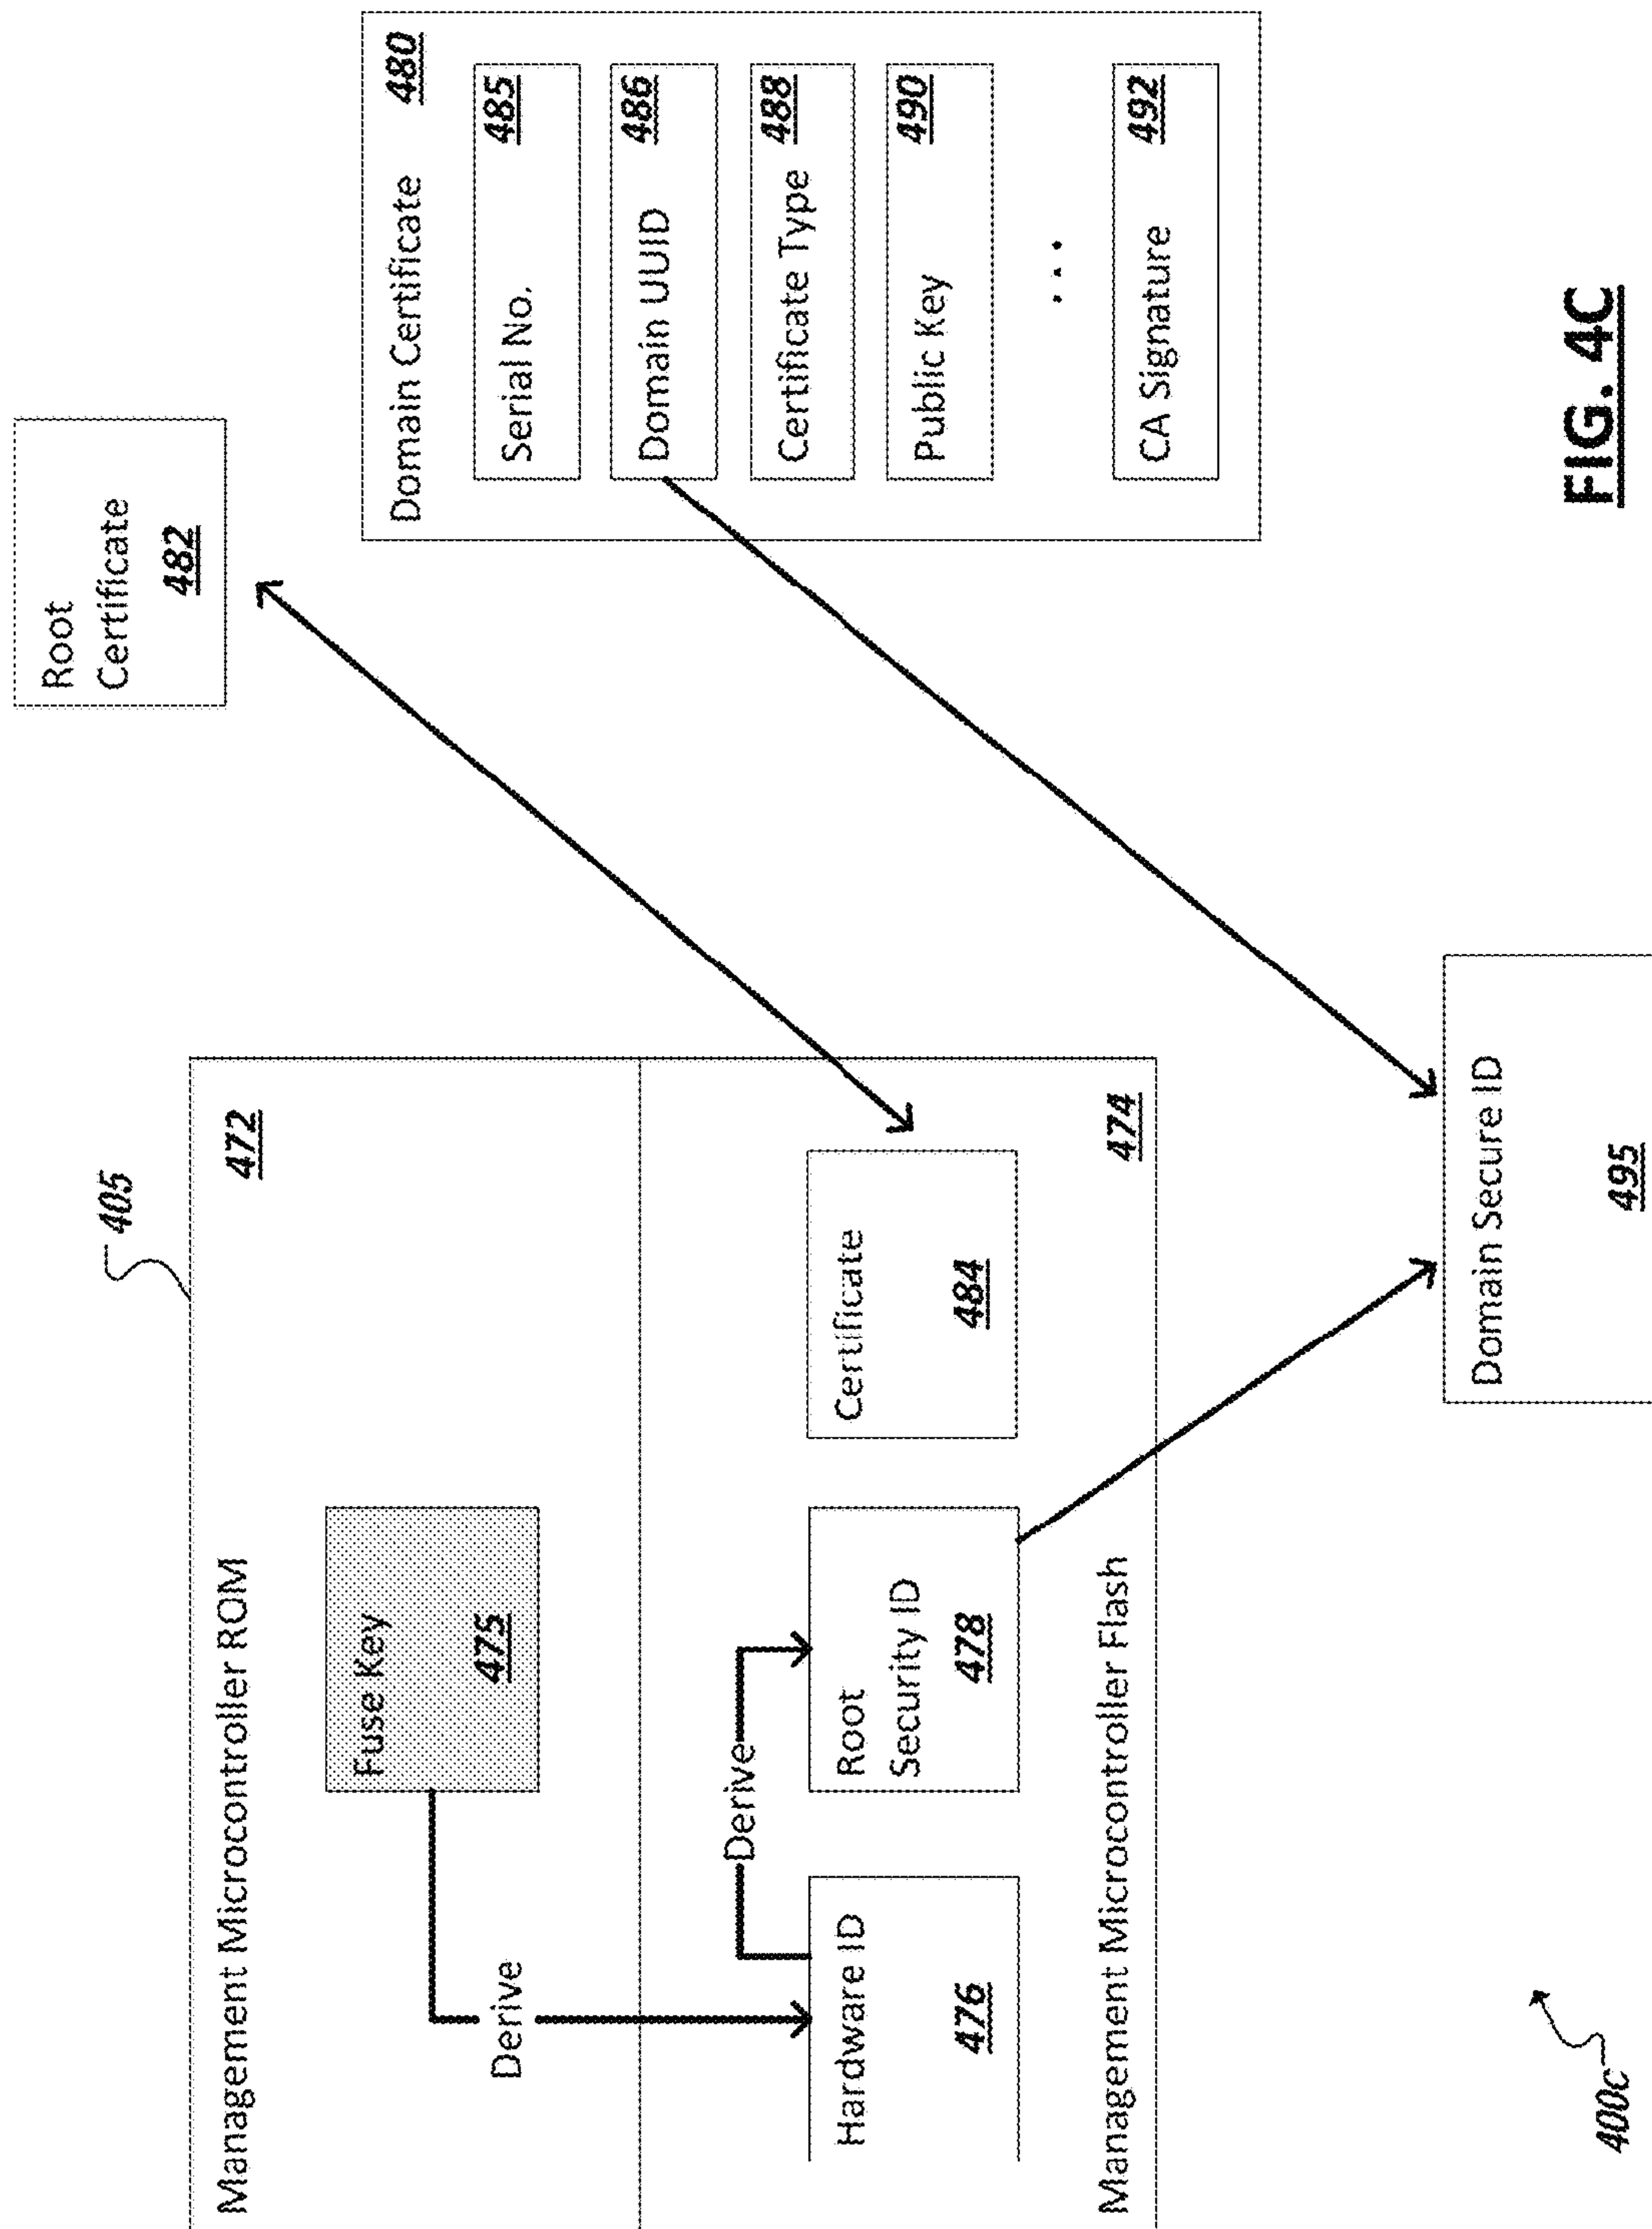 405
Management Microcontroller ROM
472
Fuse Key
475
Derive
Derive
Hardware ID
476
Root
Security ID
478
Certificate
484
Management Microcontroller Flash
474
Root
Certificate
482
Domain Certificate 480
Serial No. 485
Domain UUID 486
Certificate Type 488
Public Key 490
...
CA Signature 492
Domain Secure ID
495
400c
FIG. 4C